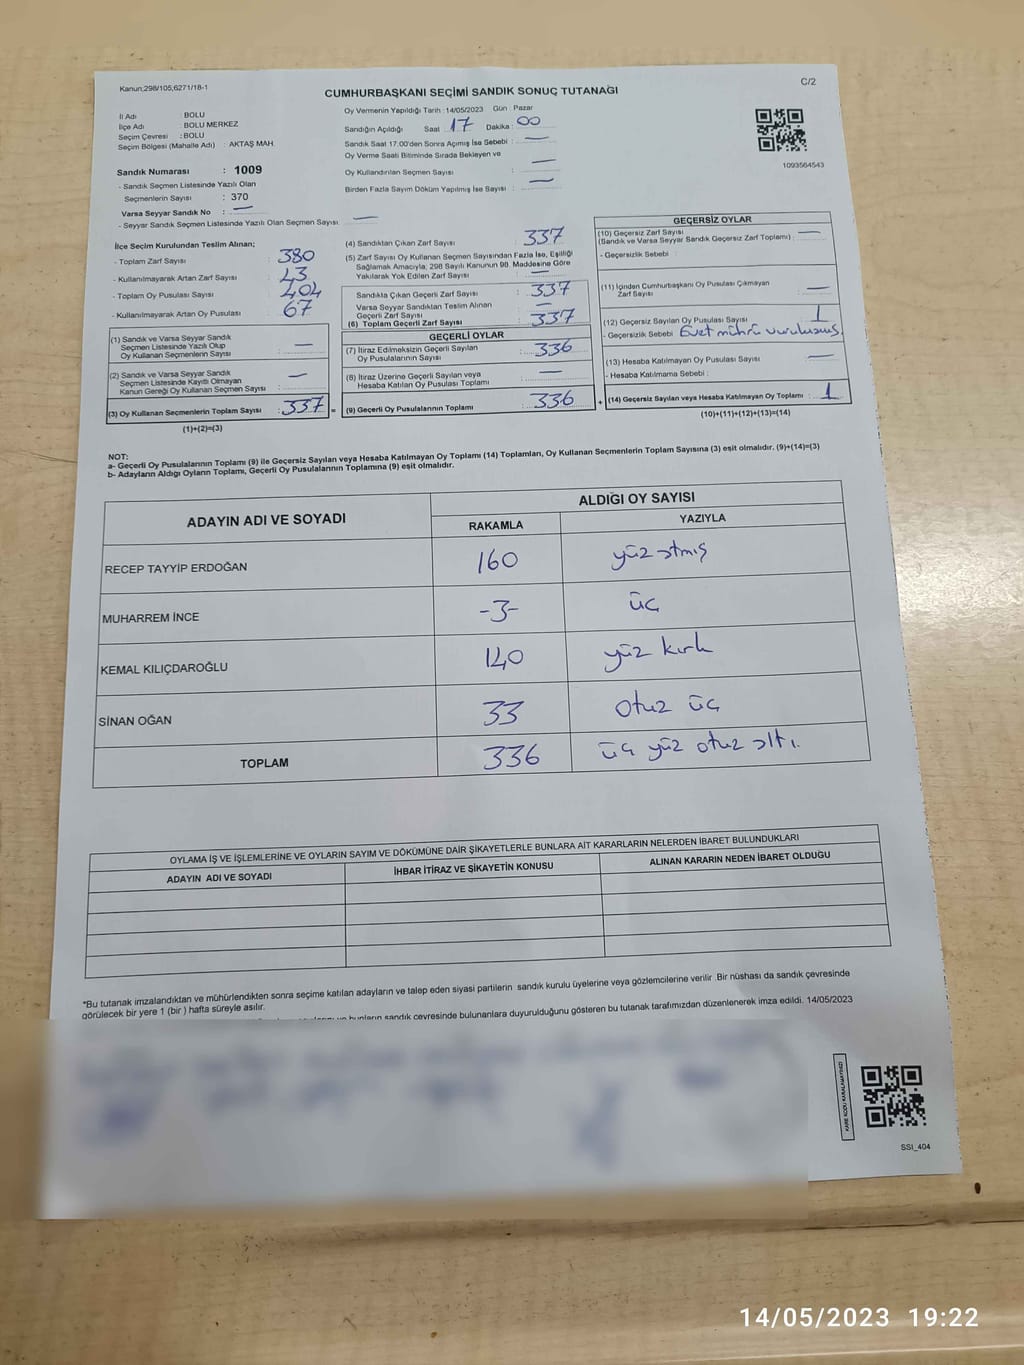 Kanun;298/105,6271/18-1
C/2
CUMHURBAŞKANI SEÇİMİ SANDIK SONUÇ TUTANAĞI
İl Adı : BOLU
İlçe Adı : BOLU MERKEZ
Seçim Çevresi : BOLU
Seçim Bölgesi (Mahalle Adı) : AKTAŞ MAH.
Sandık Numarası : 1009
- Sandık Seçmen Listesinde Yazılı Olan
Seçmenlerin Sayısı : 370
Varsa Seyyar Sandık No : —
- Seyyar Sandık Seçmen Listesinde Yazılı Olan Seçmen Sayısı : —
Oy Vermenin Yapıldığı Tarih : 14/05/2023 Gün : Pazar
Sandığın Açıldığı Saat : 17 Dakika : 00
Sandık Saat 17.00'den Sonra Açımış İse Sebebi : —
Oy Verme Saati Bitiminde Sırada Bekleyen ve
Oy Kullandırılan Seçmen Sayısı : —
Birden Fazla Sayım Döküm Yapılmış İse Sayısı : —
1093564543
İlçe Seçim Kurulundan Teslim Alınan;
- Toplam Zarf Sayısı : 380
- Kullanılmayarak Artan Zarf Sayısı : 43
- Toplam Oy Pusulası Sayısı : 404
- Kullanılmayarak Artan Oy Pusulası : 67
(1) Sandık ve Varsa Seyyar Sandık
Seçmen Listesinde Yazılı Olup
Oy Kullanan Seçmenlerin Sayısı : —
(2) Sandık ve Varsa Seyyar Sandık
Seçmen Listesinde Kayıtlı Olmayan
Kanun Gereği Oy Kullanan Seçmen Sayısı : —
(3) Oy Kullanan Seçmenlerin Toplam Sayısı : 337 =
(1)+(2)=(3)
(4) Sandıktan Çıkan Zarf Sayısı : 337
(5) Zarf Sayısı Oy Kullanan Seçmen Sayısından Fazla İse, Eşitliği
Sağlamak Amacıyla; 298 Sayılı Kanunun 98. Maddesine Göre
Yakılarak Yok Edilen Zarf Sayısı : —
Sandıkta Çıkan Geçerli Zarf Sayısı : 337
Varsa Seyyar Sandıktan Teslim Alınan
Geçerli Zarf Sayısı : —
(6) Toplam Geçerli Zarf Sayısı : 337
GEÇERLİ OYLAR
(7) İtiraz Edilmeksizin Geçerli Sayılan
Oy Pusulalarının Sayısı : 336
(8) İtiraz Üzerine Geçerli Sayılan veya
Hesaba Katılan Oy Pusulası Toplamı : —
(9) Geçerli Oy Pusulalarının Toplamı : 336 +
GEÇERSİZ OYLAR
(10) Geçersiz Zarf Sayısı
(Sandık ve Varsa Seyyar Sandık Geçersiz Zarf Toplamı) : —
- Geçersizlik Sebebi :
(11) İçinden Cumhurbaşkanı Oy Pusulası Çıkmayan
Zarf Sayısı : —
(12) Geçersiz Sayılan Oy Pusulası Sayısı : 1
- Geçersizlik Sebebi : Evet mührü vurulmamış.
(13) Hesaba Katılmayan Oy Pusulası Sayısı : —
- Hesaba Katılmama Sebebi :
(14) Geçersiz Sayılan veya Hesaba Katılmayan Oy Toplamı : 1
(10)+(11)+(12)+(13)=(14)
NOT:
a- Geçerli Oy Pusulalarının Toplamı (9) ile Geçersiz Sayılan veya Hesaba Katılmayan Oy Toplamı (14) Toplamları, Oy Kullanan Seçmenlerin Toplam Sayısına (3) eşit olmalıdır. (9)+(14)=(3)
b- Adayların Aldığı Oyların Toplamı, Geçerli Oy Pusulalarının Toplamına (9) eşit olmalıdır.
ADAYIN ADI VE SOYADI ALDIĞI OY SAYISI
RAKAMLA YAZIYLA
RECEP TAYYİP ERDOĞAN 160 yüz atmış
MUHARREM İNCE -3- üç
KEMAL KILIÇDAROĞLU 140 yüz kırk
SİNAN OĞAN 33 otuz üç
TOPLAM 336 üç yüz otuz altı.
OYLAMA İŞ VE İŞLEMLERİNE VE OYLARIN SAYIM VE DÖKÜMÜNE DAİR ŞİKAYETLERLE BUNLARA AİT KARARLARIN NELERDEN İBARET BULUNDUKLARI
ADAYIN ADI VE SOYADI İHBAR İTİRAZ VE ŞİKAYETİN KONUSU ALINAN KARARIN NEDEN İBARET OLDUĞU
*Bu tutanak imzalandıktan ve mühürlendikten sonra seçime katılan adayların ve talep eden siyasi partilerin sandık kurulu üyelerine veya gözlemcilerine verilir .Bir nüshası da sandık çevresinde
görülecek bir yere 1 (bir ) hafta süreyle asılır.
bunların sandık çevresinde bulunanlara duyurulduğunu gösteren bu tutanak tarafımızdan düzenlenerek imza edildi. 14/05/2023
KARE KODU KARALAMAYINIZ!
SSI_404
14/05/2023 19:22